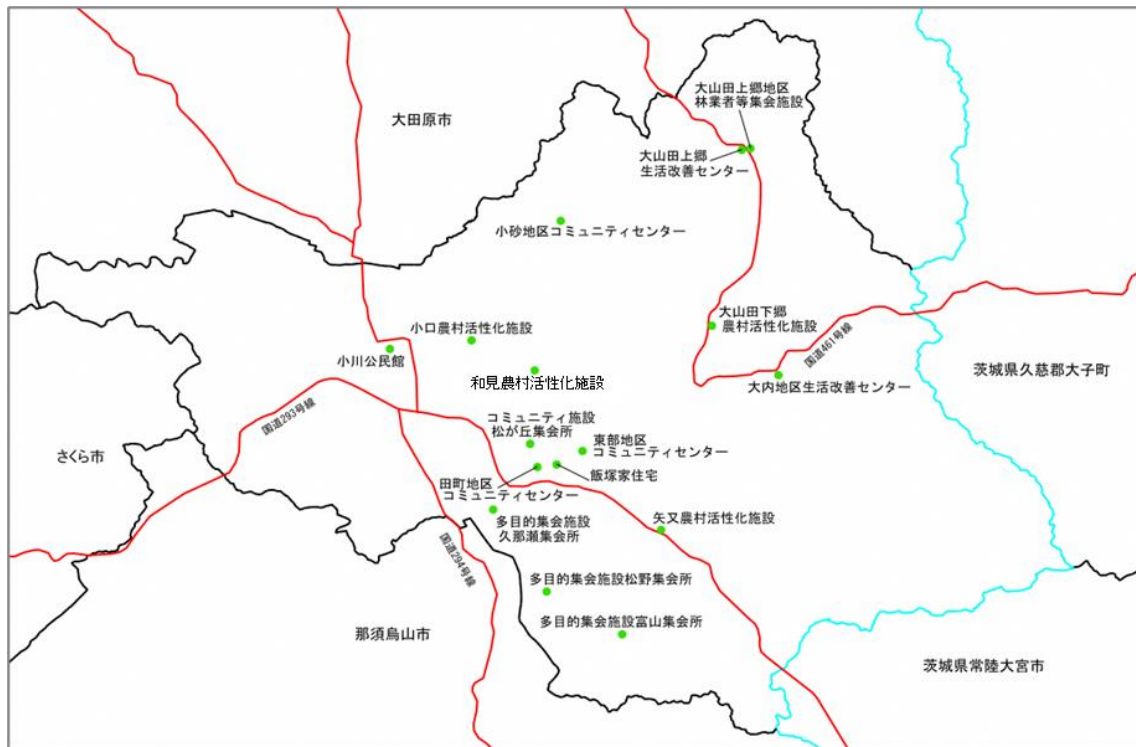 大山田上郷地区
林業者等集会施設
大田原市
大山田上郷
生活改善センター
小砂地区コミュニティセンター
大山田下郷
農村活性化施設
小口農村活性化施設
小川公民館
国道461号線
茨城県久慈郡大子町
和見農村活性化施設
大内地区生活改善センター
国道293号線
コミュニティ施設
松が丘集会所
東部地区
コミュニティセンター
さくら市
飯塚家住宅
田町地区
コミュニティセンター
多目的集会施設
久那瀬集会所
矢又農村活性化施設
国道294号線
多目的集会施設松野集会所
多目的集会施設富山集会所
那須烏山市
茨城県常陸大宮市